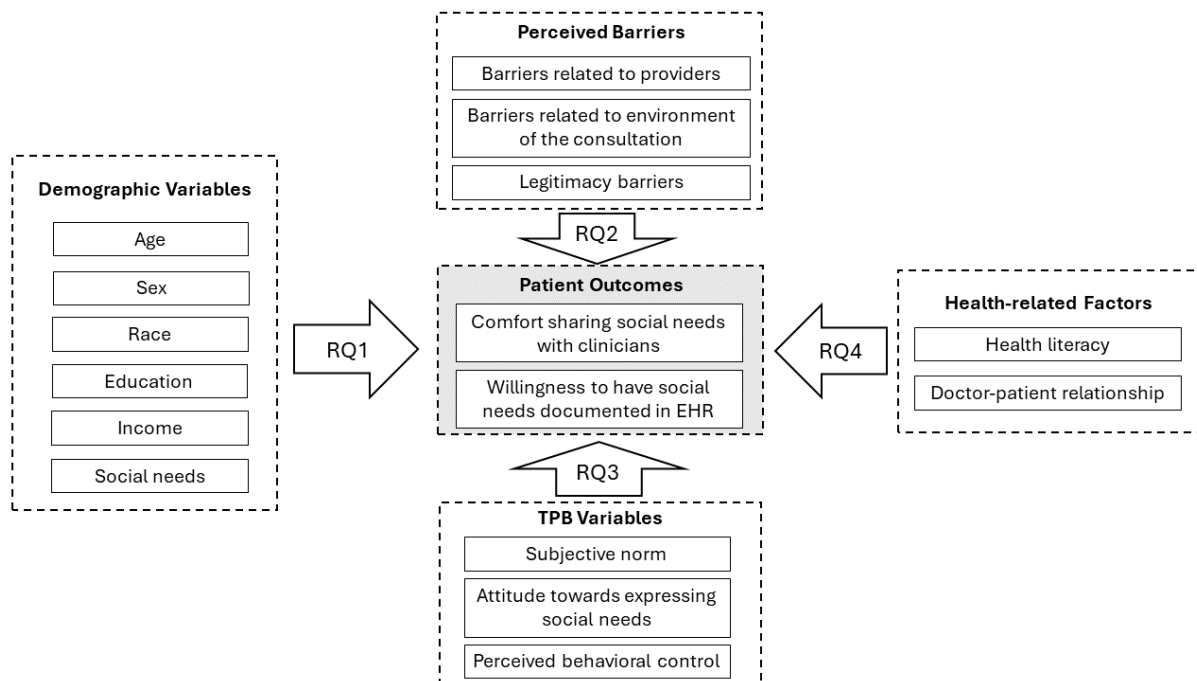 Perceived Barriers
Barriers related to providers
Barriers related to environment
of the consultation
Legitimacy barriers
RQ2
Demographic Variables
Age
Sex
Race
Education
Income
Social needs
RQ1
Patient Outcomes
Comfort sharing social needs
with clinicians
Willingness to have social
needs documented in EHR
RQ4
Health-related Factors
Health literacy
Doctor-patient relationship
RQ3
TPB Variables
Subjective norm
Attitude towards expressing
social needs
Perceived behavioral control